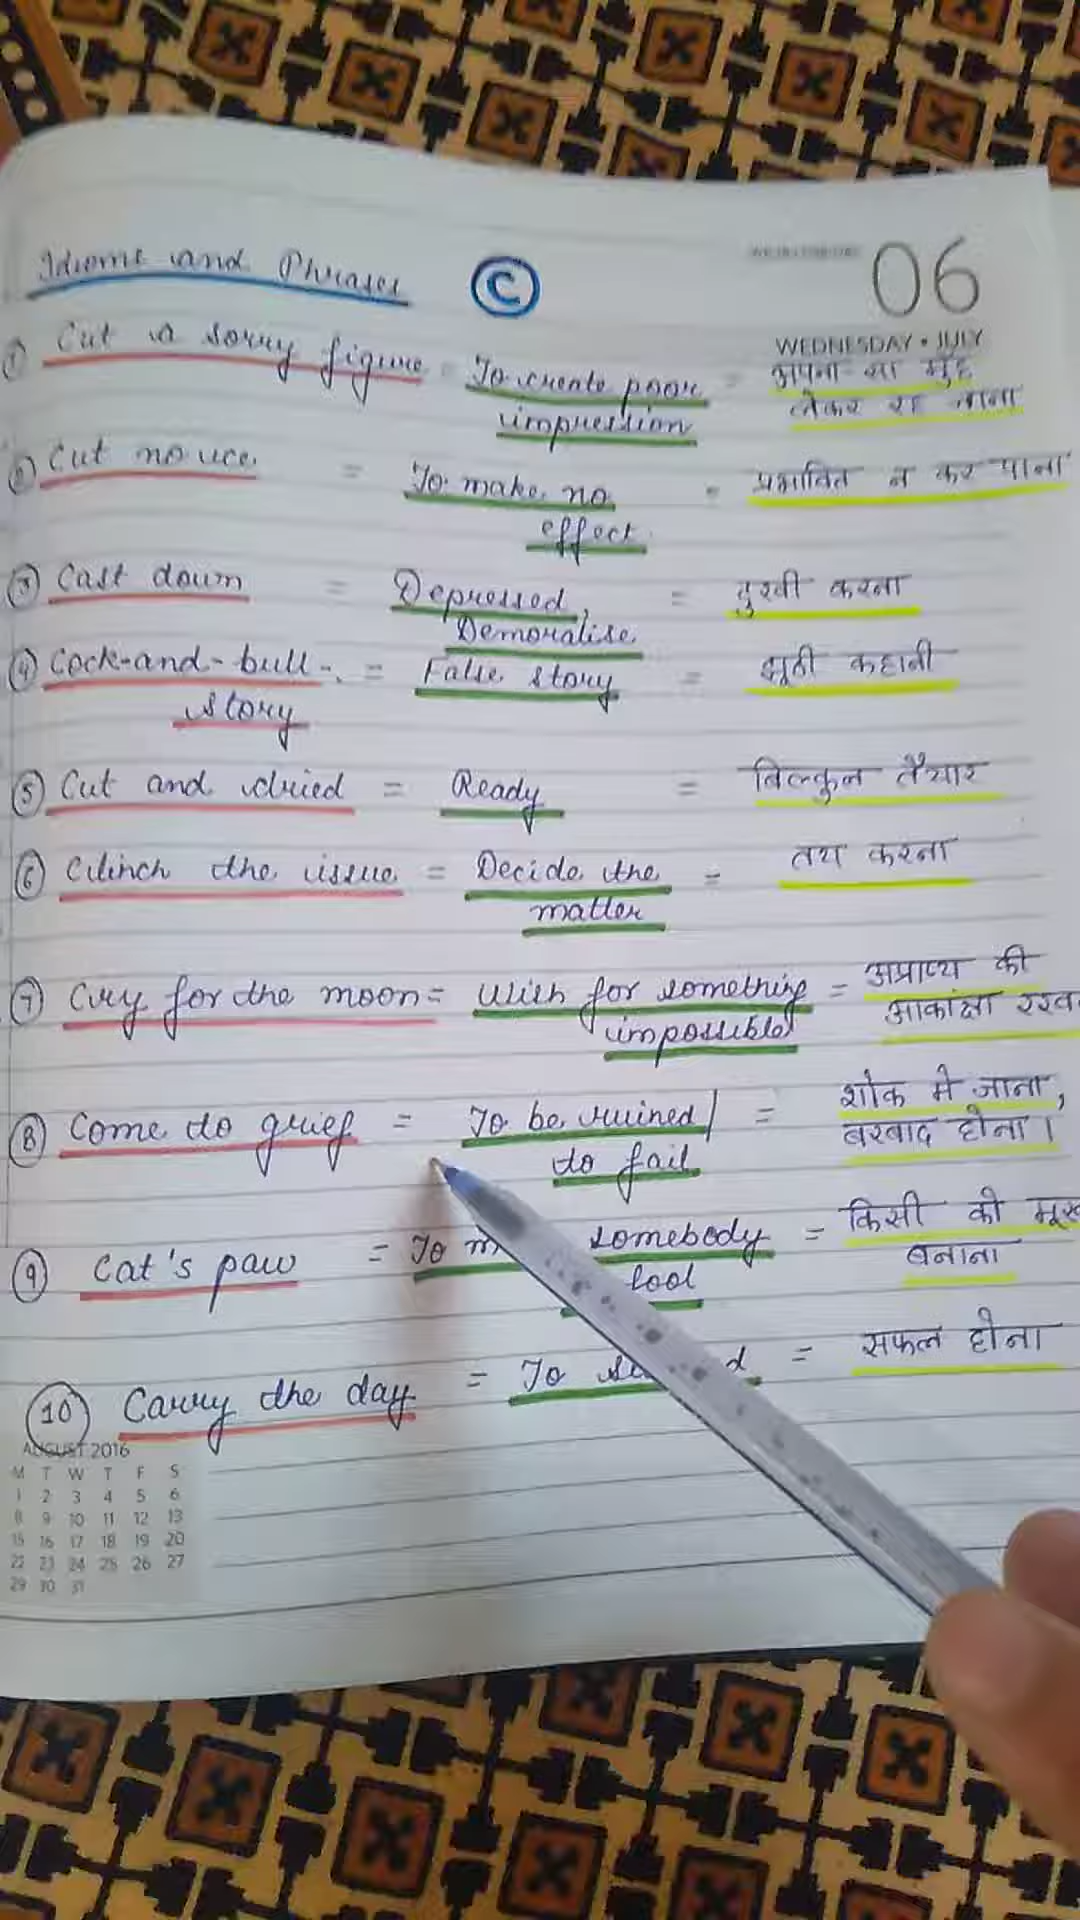 Idioms and Phrases C
06
WEDNESDAY • JULY
① Cut a sorry figure = To create poor = अपना सा मुँह
impression लेकर रह जाना
② Cut no ice = To make no = प्रभावित न कर पाना
effect
③ Cast down = Depressed, = दुखी करना
Demoralise
④ Cock-and-bull- = False story = झूठी कहानी
story
⑤ Cut and dried = Ready = बिल्कुल तैयार
⑥ Clinch the issue = Decide the = तय करना
matter
⑦ Cry for the moon = Wish for something = अप्राप्य की
impossible आकांक्षा
⑧ Come to grief = To be ruined/ = शोक मे जाना,
to fail बरबाद होना।
⑨ Cat's paw = To somebody = किसी को
fool बनाना
⑩ Carry the day = To = सफल होना
AUGUST 2016
M T W T F S
1 2 3 4 5 6
8 9 10 11 12 13
15 16 17 18 19 20
22 23 24 25 26 27
29 30 31